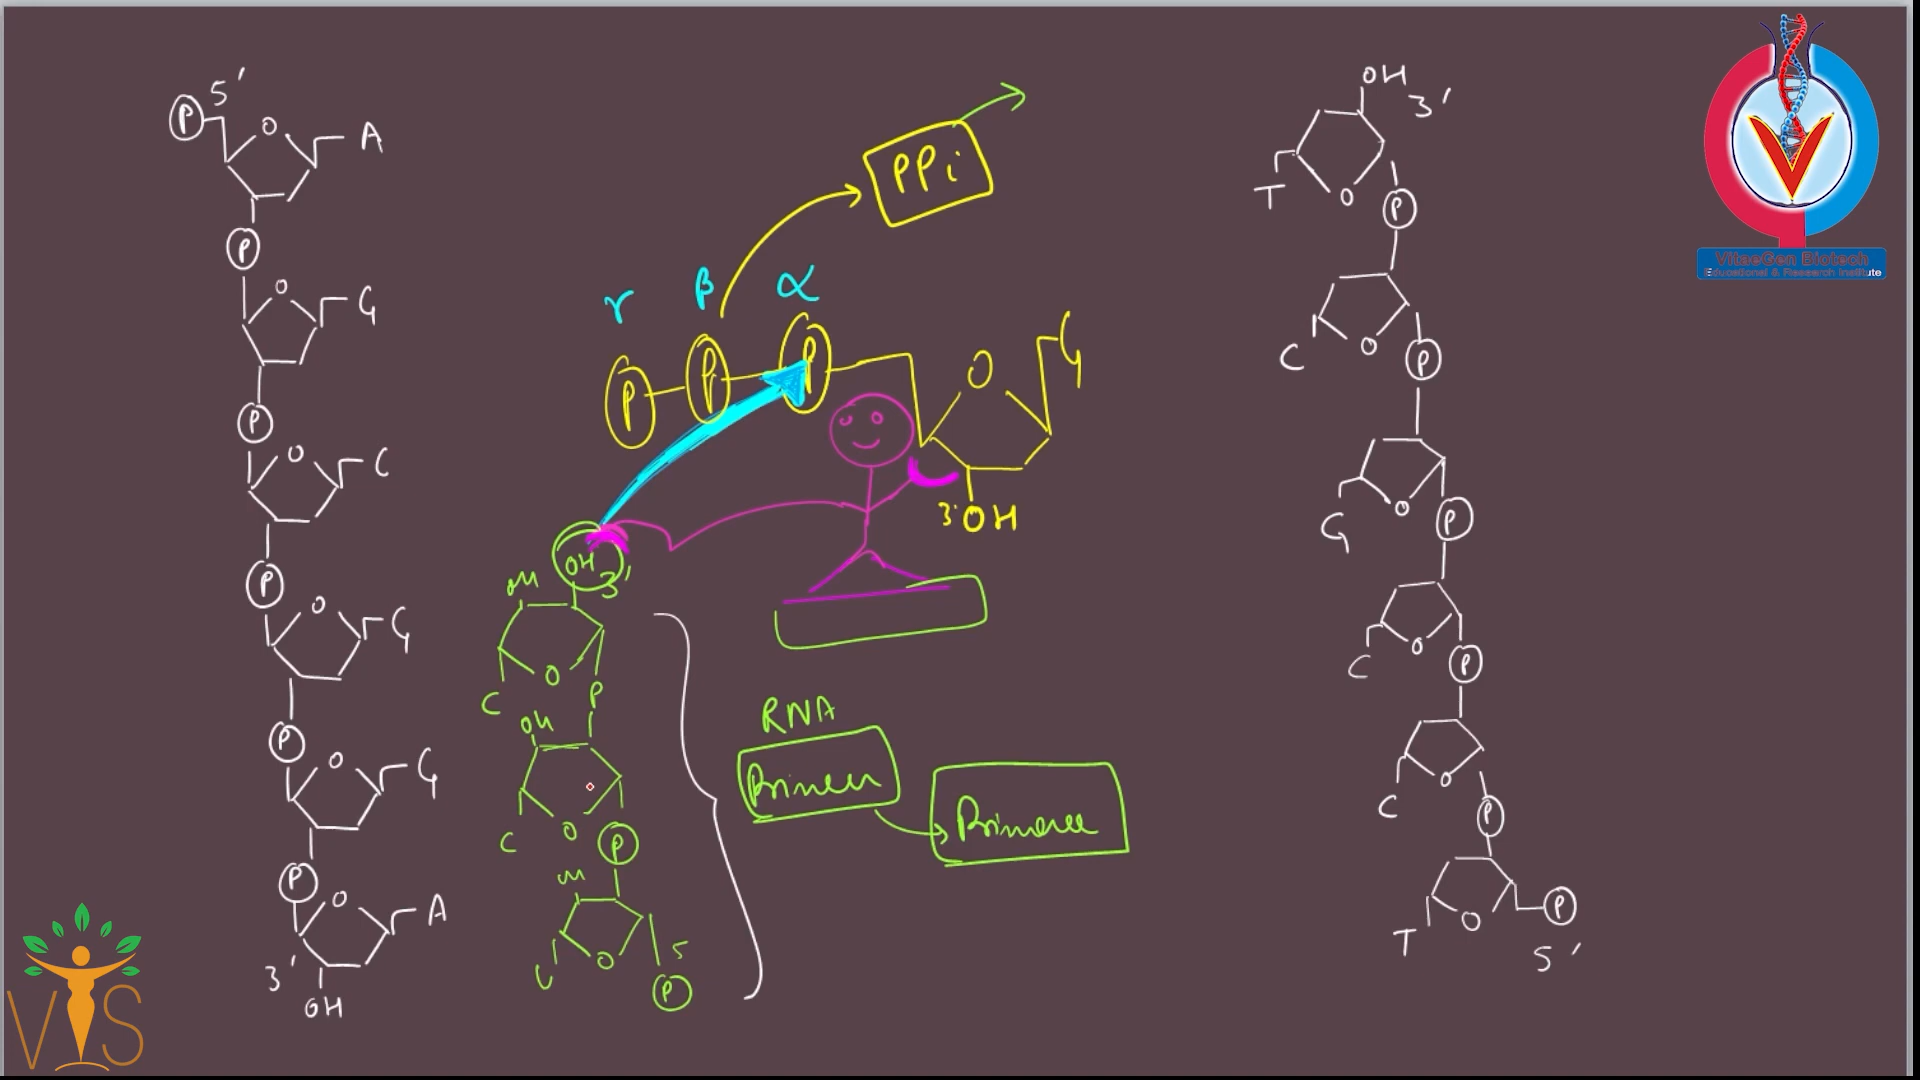 5'
P
A
P
G
P
C
P
G
P
G
P
A
3'
OH
PPi
γ
β
α
P
Pi
P
O
G
3' OH
OH
3'
O
C
P
OH
O
C
P
O
U
5
P
RNA
Primer
Primase
OH
3'
T
O
P
C
O
P
G
O
P
C
O
P
C
O
P
T
O
P
5'
VitaeGen Biotech
Educational & Research Institute
VIS